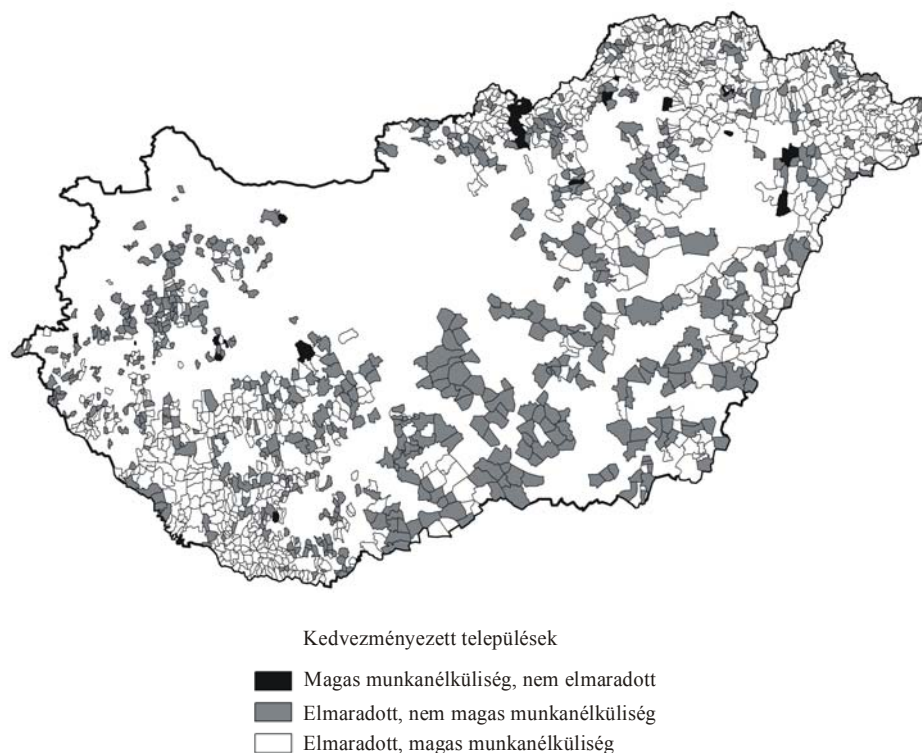 Kedvezményezett települések
Magas munkanélküliség, nem elmaradott
Elmaradott, nem magas munkanélküliség
Elmaradott, magas munkanélküliség